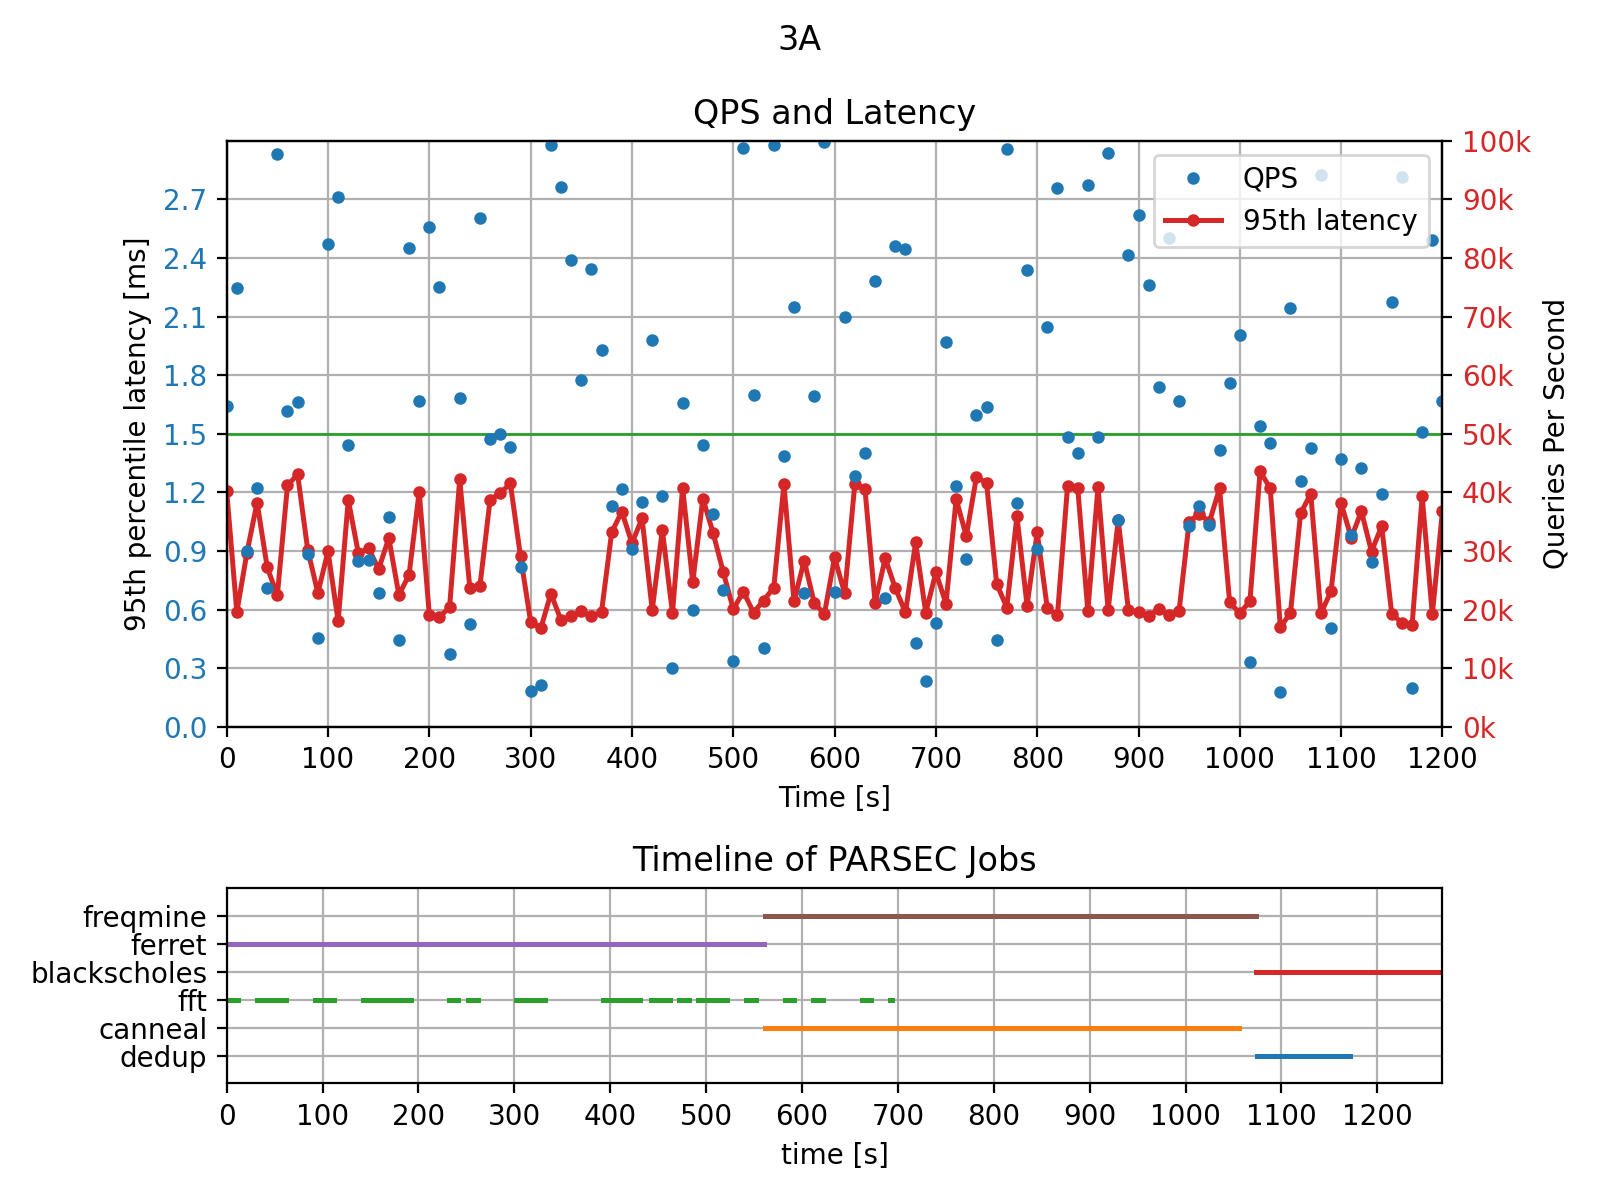 3A
QPS and Latency
95th percentile latency [ms]
2.7
2.4
2.1
1.8
1.5
1.2
0.9
0.6
0.3
0.0
QPS
95th latency
100k
90k
80k
70k
60k
50k
40k
30k
20k
10k
0k
Queries Per Second
0 100 200 300 400 500 600 700 800 900 1000 1100 1200
Time [s]
Timeline of PARSEC Jobs
freqmine
ferret
blackscholes
fft
canneal
dedup
0 100 200 300 400 500 600 700 800 900 1000 1100 1200
time [s]